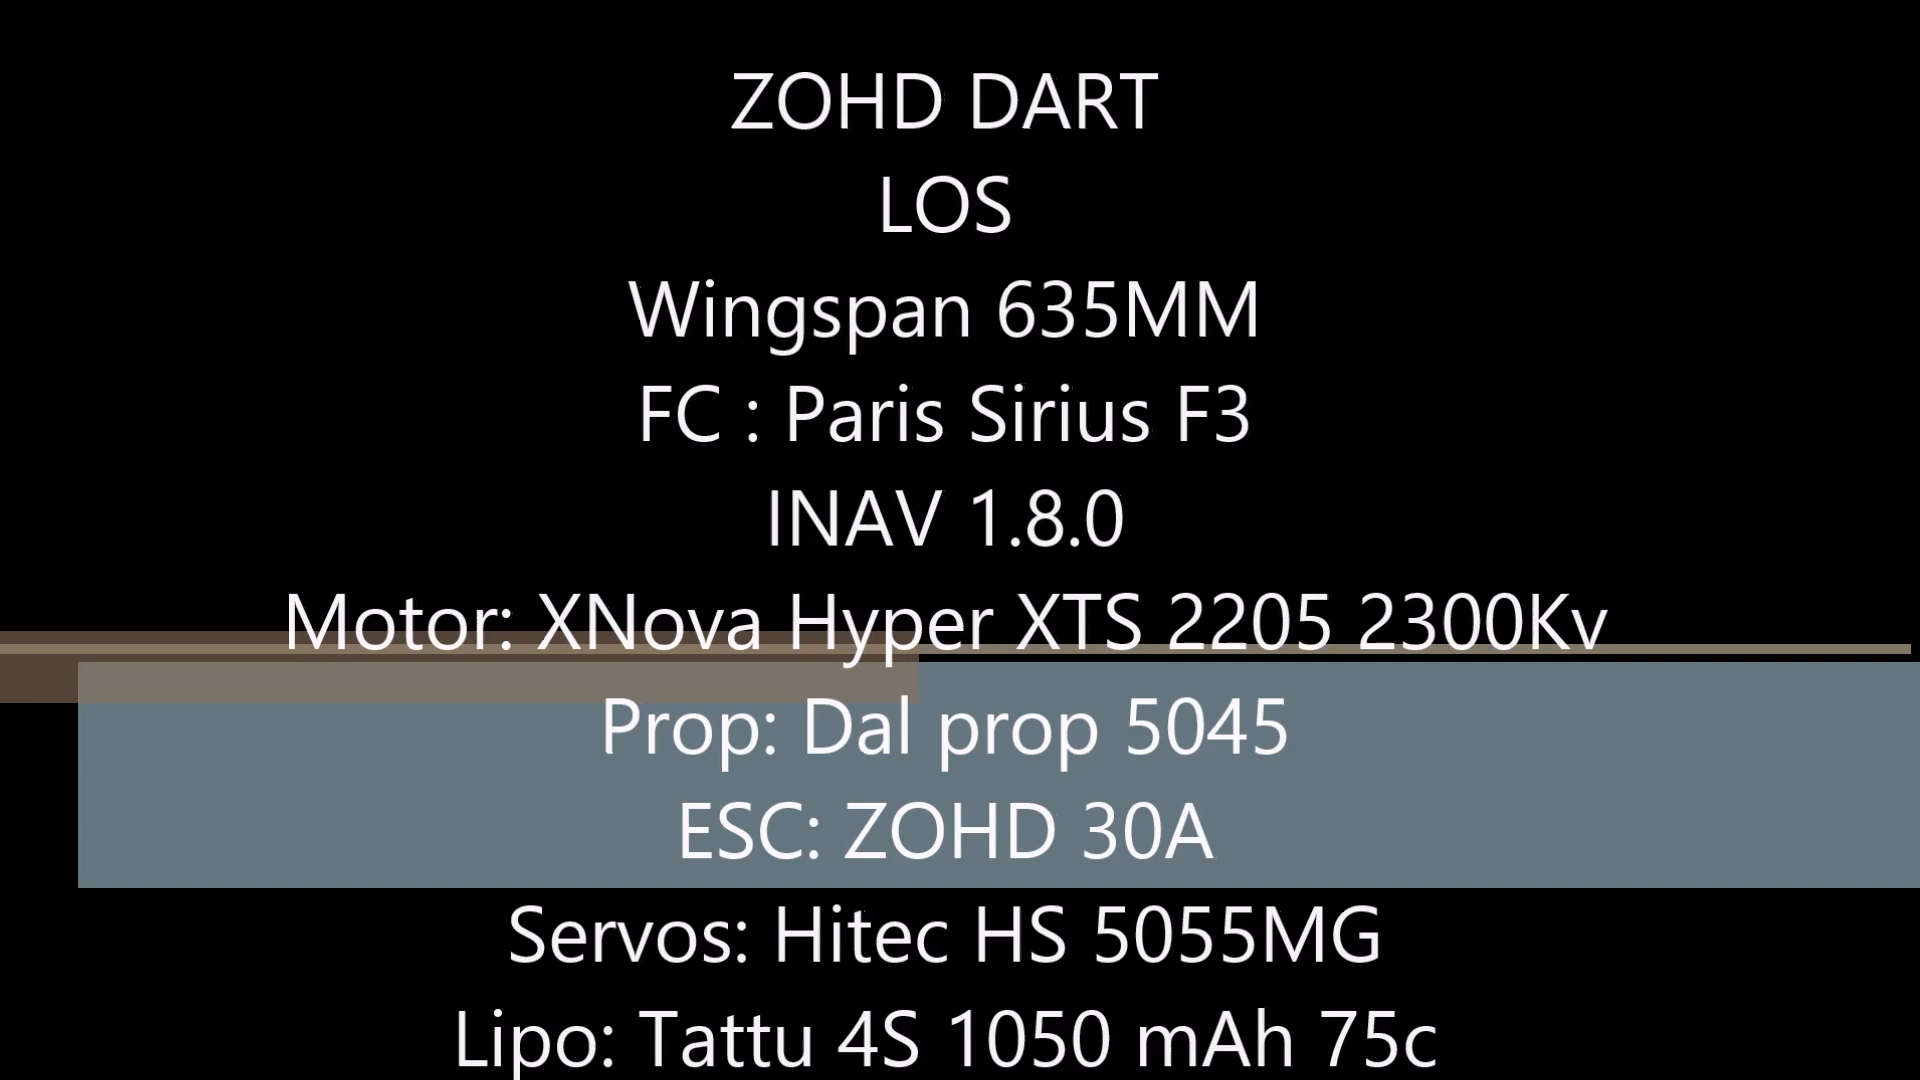 ZOHD DART
LOS
Wingspan 635MM
FC : Paris Sirius F3
INAV 1.8.0
Motor: XNova Hyper XTS 2205 2300Kv
Prop: Dal prop 5045
ESC: ZOHD 30A
Servos: Hitec HS 5055MG
Lipo: Tattu 4S 1050 mAh 75c